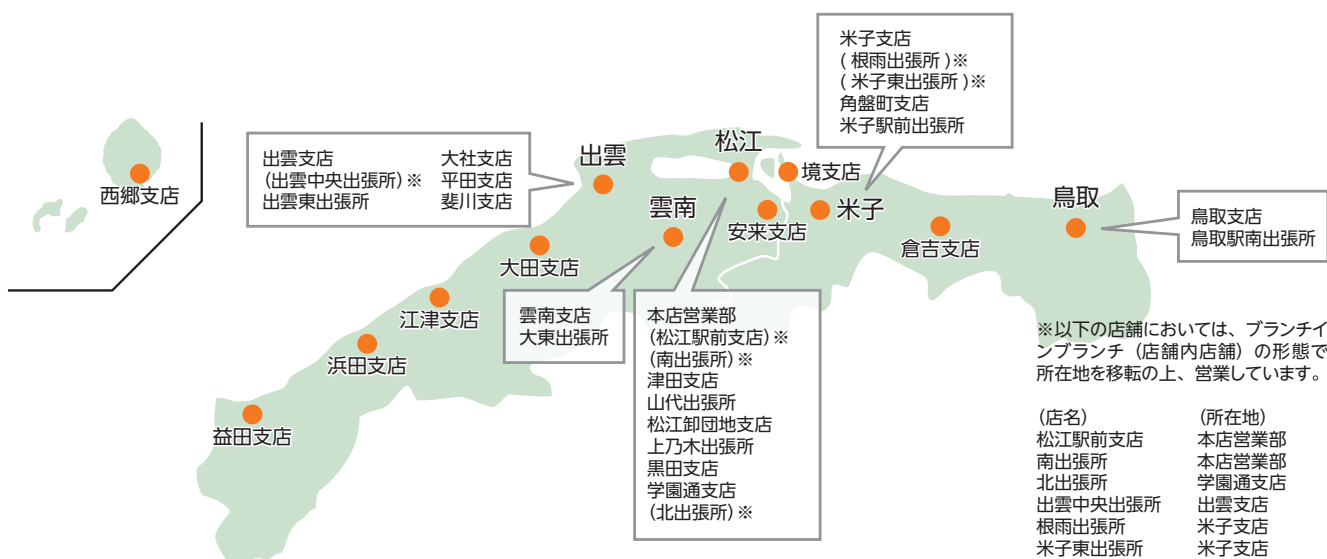 西郷支店
出雲支店 大社支店
(出雲中央出張所)※ 平田支店
出雲東出張所 斐川支店
出雲
松江
米子支店
(根雨出張所)※
(米子東出張所)※
角盤町支店
米子駅前出張所
境支店
雲南
安来支店
米子
倉吉支店
鳥取
鳥取支店
鳥取駅南出張所
大田支店
江津支店
浜田支店
益田支店
雲南支店
大東出張所
本店営業部
(松江駅前支店)※
(南出張所)※
津田支店
山代出張所
松江卸団地支店
上乃木出張所
黒田支店
学園通支店
(北出張所)※
※以下の店舗においては、ブランチイ
ンブランチ(店舗内店舗)の形態で
所在地を移転の上、営業しています。
(店名) (所在地)
松江駅前支店 本店営業部
南出張所 本店営業部
北出張所 学園通支店
出雲中央出張所 出雲支店
根雨出張所 米子支店
米子東出張所 米子支店